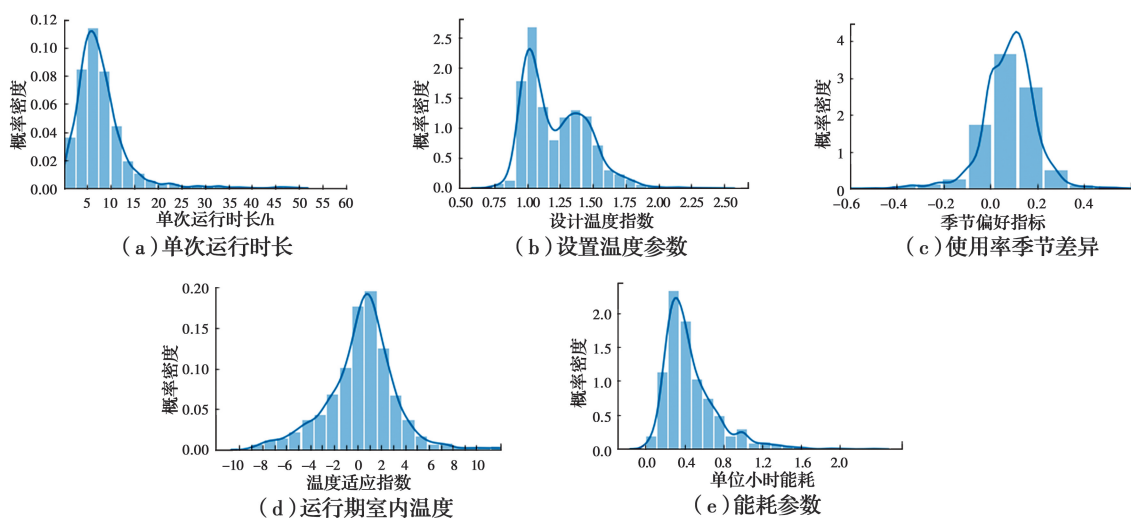 0.12
0.10
0.08
0.06
0.04
0.02
0.00
概率密度
5 10 15 20 25 30 35 40 45 50 55 60
单次运行时长/h
(a)单次运行时长
2.5
2.0
1.5
1.0
0.5
0.0
概率密度
0.50 0.75 1.00 1.25 1.50 1.75 2.00 2.25 2.50
设计温度指数
(b)设置温度参数
4
3
2
1
0
概率密度
-0.6 -0.4 -0.2 0.0 0.2 0.4
季节偏好指标
(c)使用率季节差异
0.20
0.15
0.10
0.05
0.00
概率密度
-10 -8 -6 -4 -2 0 2 4 6 8 10
温度适应指数
(d)运行期室内温度
2.0
1.5
1.0
0.5
0.0
概率密度
0.0 0.4 0.8 1.2 1.6 2.0
单位小时能耗
(e)能耗参数